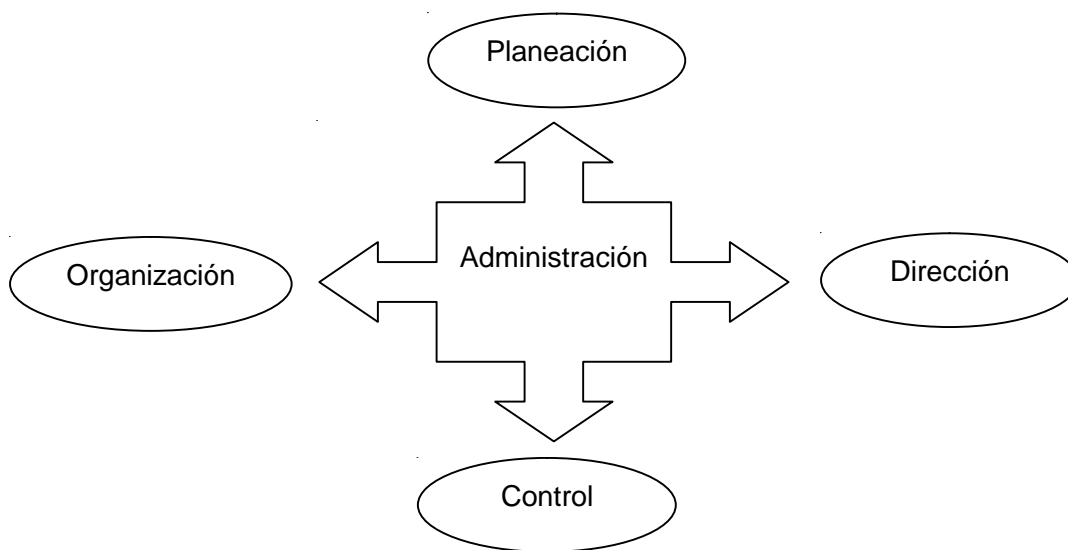 Planeación
Administración
Organización
Dirección
Control